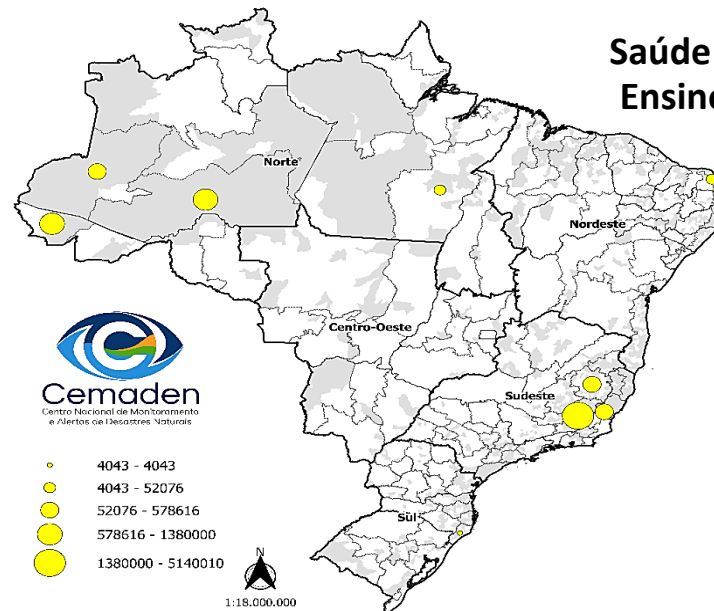 Saúde
Ensino
Norte
Nordeste
Centro-Oeste
Sudeste
Sul
Cemaden
Centro Nacional de Monitoramento
e Alertas de Desastres Naturais
4043 - 4043
4043 - 52076
52076 - 578616
578616 - 1380000
1380000 - 5140010
N
1:18.000.000